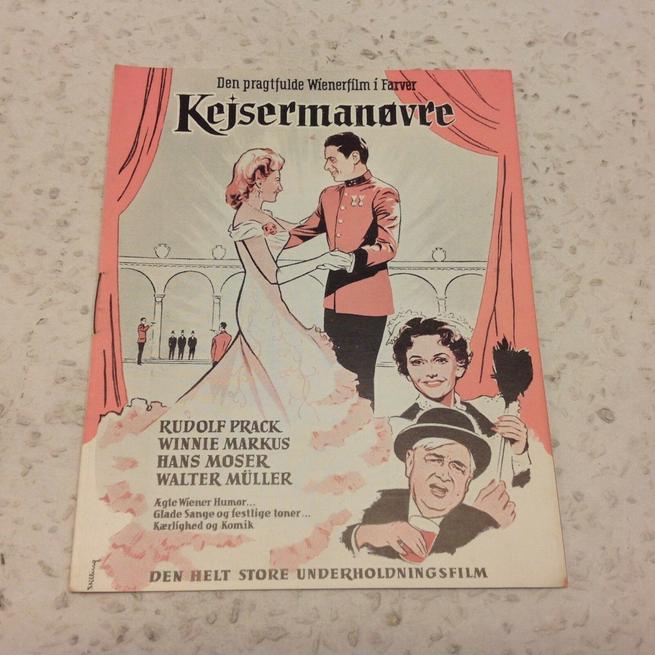 Den pragtfulde Wienerfilm i Farver
Kejsermanøvre
RUDOLF PRACK
WINNIE MARKUS
HANS MOSER
WALTER MÜLLER
Ægte Wiener Humør...
Glade Sange og festlige toner...
Kærlighed og Komik
DEN HELT STORE UNDERHOLDNINGSFILM